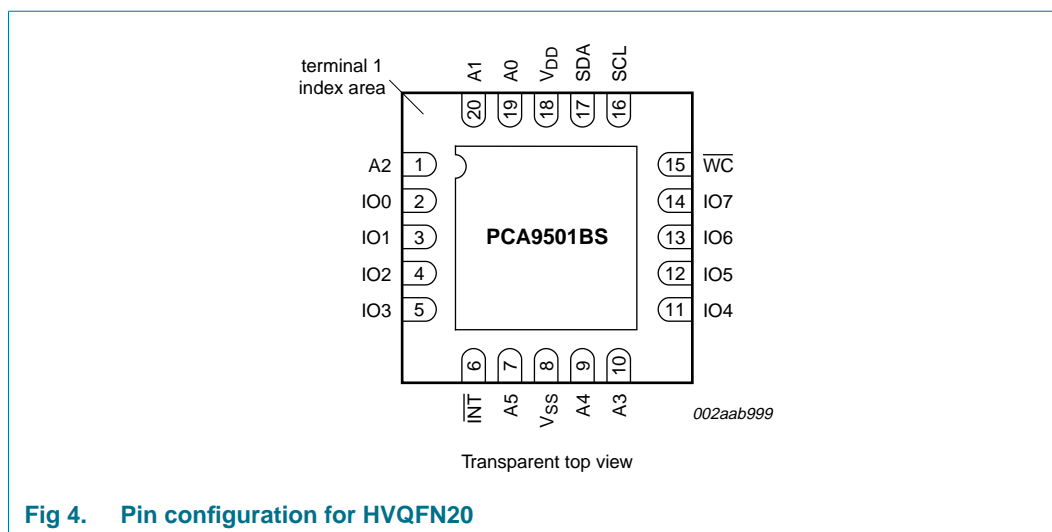 terminal 1
index area
A1 A0 VDD SDA SCL
20 19 18 17 16
A2 1
IO0 2
IO1 3
IO2 4
IO3 5
PCA9501BS
15 WC
14 IO7
13 IO6
12 IO5
11 IO4
6 7 8 9 10
INT A5 VSS A4 A3
002aab999
Transparent top view
Fig 4. Pin configuration for HVQFN20